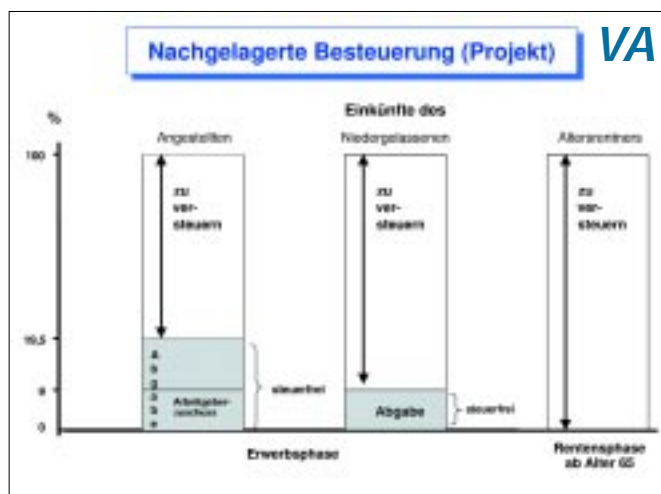 Nachgelagerte Besteuerung (Projekt)
VA
Einkünfte des
%
Angestellten
Niedergelassenen
Altersrentners
100
zu
ver-
steuern
zu
ver-
steuern
zu
ver-
steuern
19,5
A
b
g
a
b
e
steuerfrei
9
Arbeitgeber-
zuschuss
Abgabe
steuerfrei
0
Erwerbsphase
Rentensphase
ab Alter 65